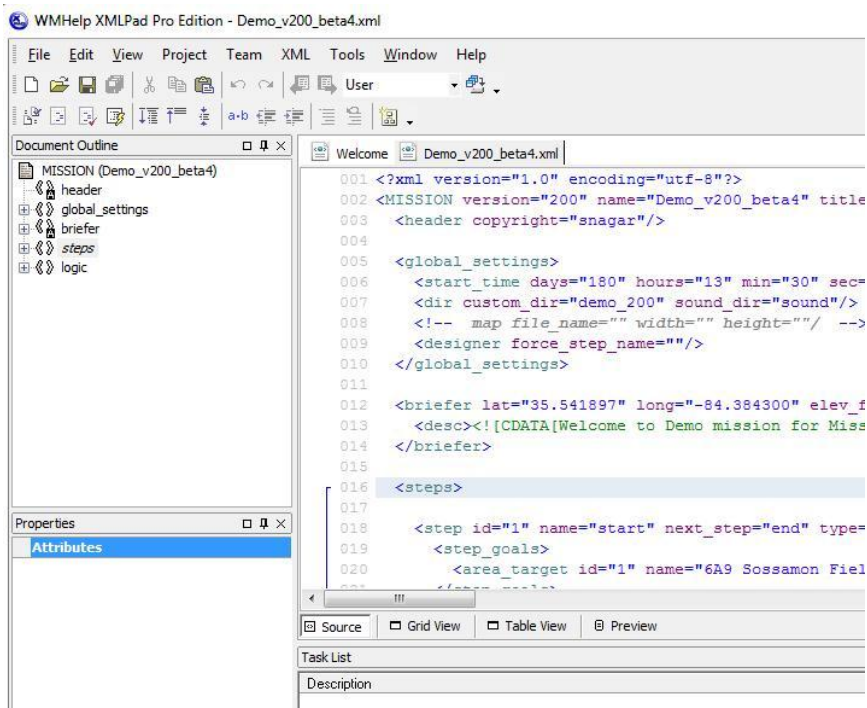 WMHelp XMLPad Pro Edition - Demo_v200_beta4.xml
File Edit View Project Team XML Tools Window Help
User
a-b
Document Outline
MISSION (Demo_v200_beta4)
header
global_settings
briefer
steps
logic
Properties
Attributes
Welcome Demo_v200_beta4.xml
001 <?xml version="1.0" encoding="utf-8"?>
002 <MISSION version="200" name="Demo_v200_beta4" title
003 <header copyright="snagar"/>
004
005 <global_settings>
006 <start_time days="180" hours="13" min="30" sec=
007 <dir custom_dir="demo_200" sound_dir="sound"/>
008 <!-- map file_name="" width="" height=""/ -->
009 <designer force_step_name=""/>
010 </global_settings>
011
012 <briefer lat="35.541897" long="-84.384300" elev_f
013 <desc><![CDATA[Welcome to Demo mission for Miss
014 </briefer>
015
016 <steps>
017
018 <step id="1" name="start" next_step="end" type=
019 <step_goals>
020 <area_target id="1" name="6A9 Sossamon Fiel
Source Grid View Table View Preview
Task List
Description